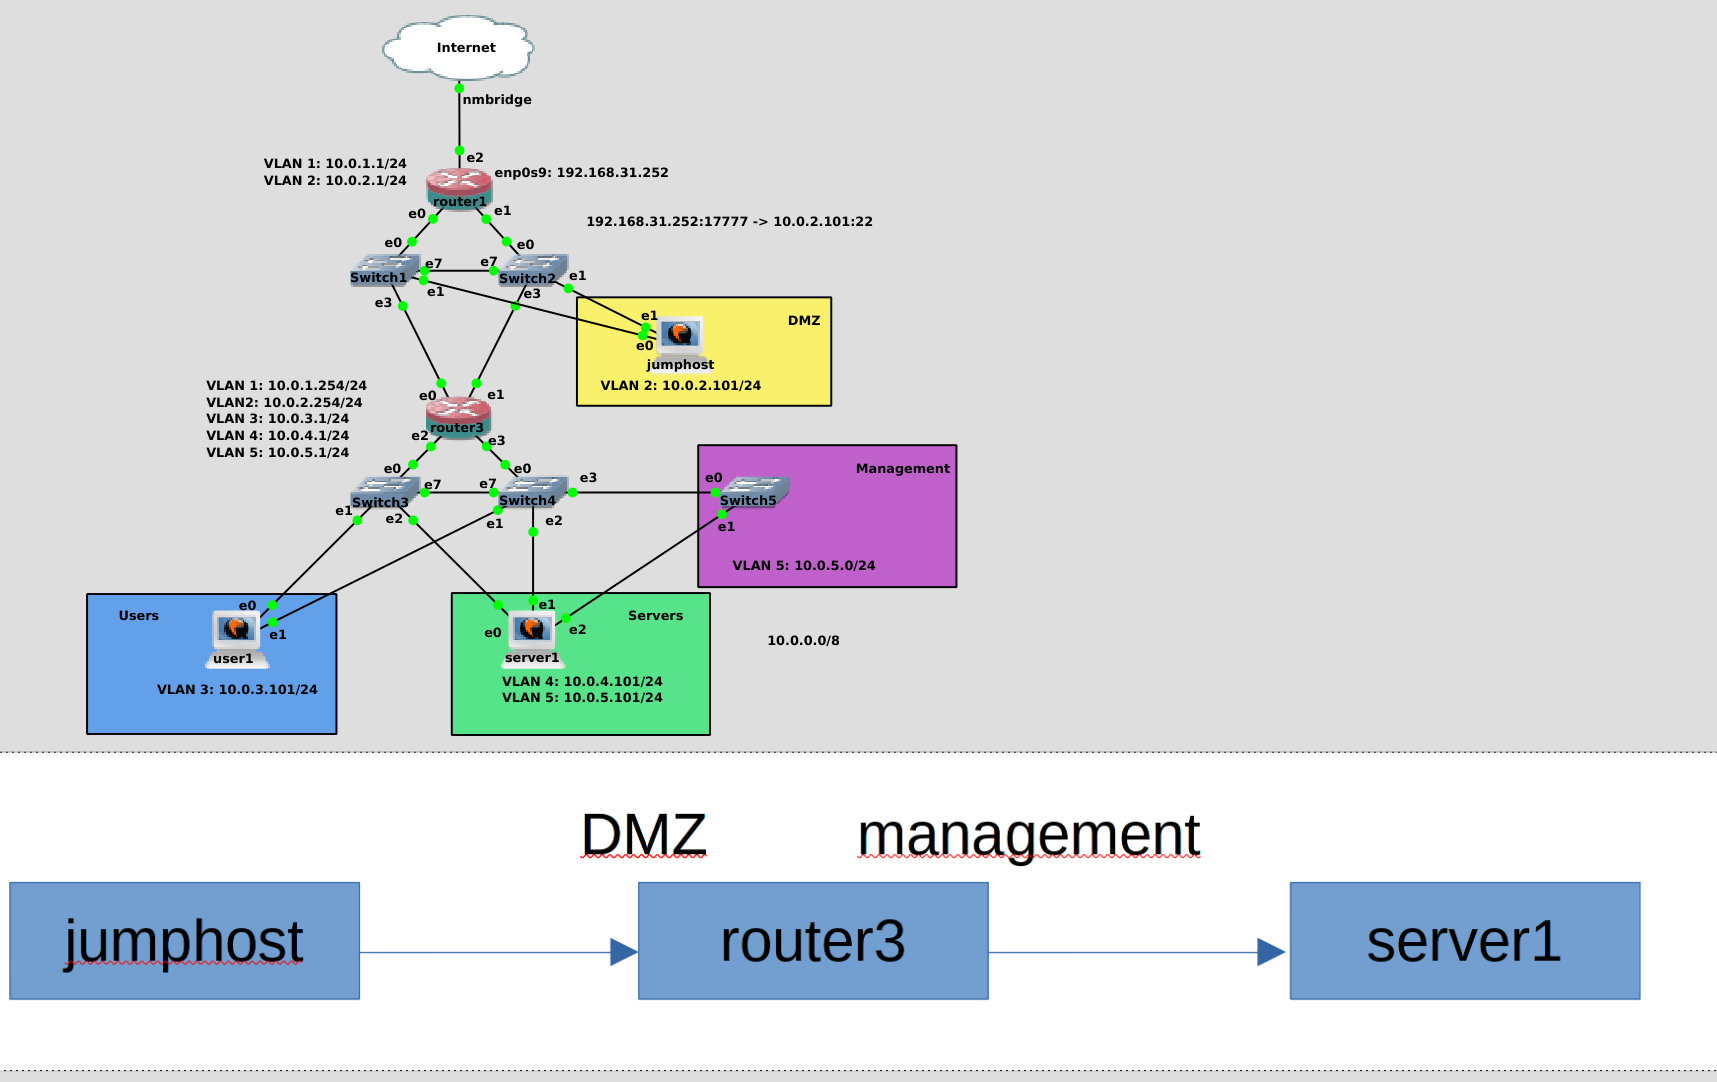 Internet
nmbridge
e2
VLAN 1: 10.0.1.1/24
VLAN 2: 10.0.2.1/24
enp0s9: 192.168.31.252
router1
e0
e1
192.168.31.252:17777 -> 10.0.2.101:22
e0
e0
Switch1
e7
e7
Switch2
e1
e3
e1
e3
DMZ
e1
e0
jumphost
VLAN 2: 10.0.2.101/24
VLAN 1: 10.0.1.254/24
VLAN2: 10.0.2.254/24
VLAN 3: 10.0.3.1/24
VLAN 4: 10.0.4.1/24
VLAN 5: 10.0.5.1/24
e0
e1
router3
e2
e3
e0
e0
Switch3
e7
e7
Switch4
e3
e1
e2
e1
e2
Management
e0
Switch5
e1
VLAN 5: 10.0.5.0/24
Users
e0
e1
user1
VLAN 3: 10.0.3.101/24
Servers
e1
e0
e2
server1
VLAN 4: 10.0.4.101/24
VLAN 5: 10.0.5.101/24
10.0.0.0/8
DMZ
management
jumphost
router3
server1